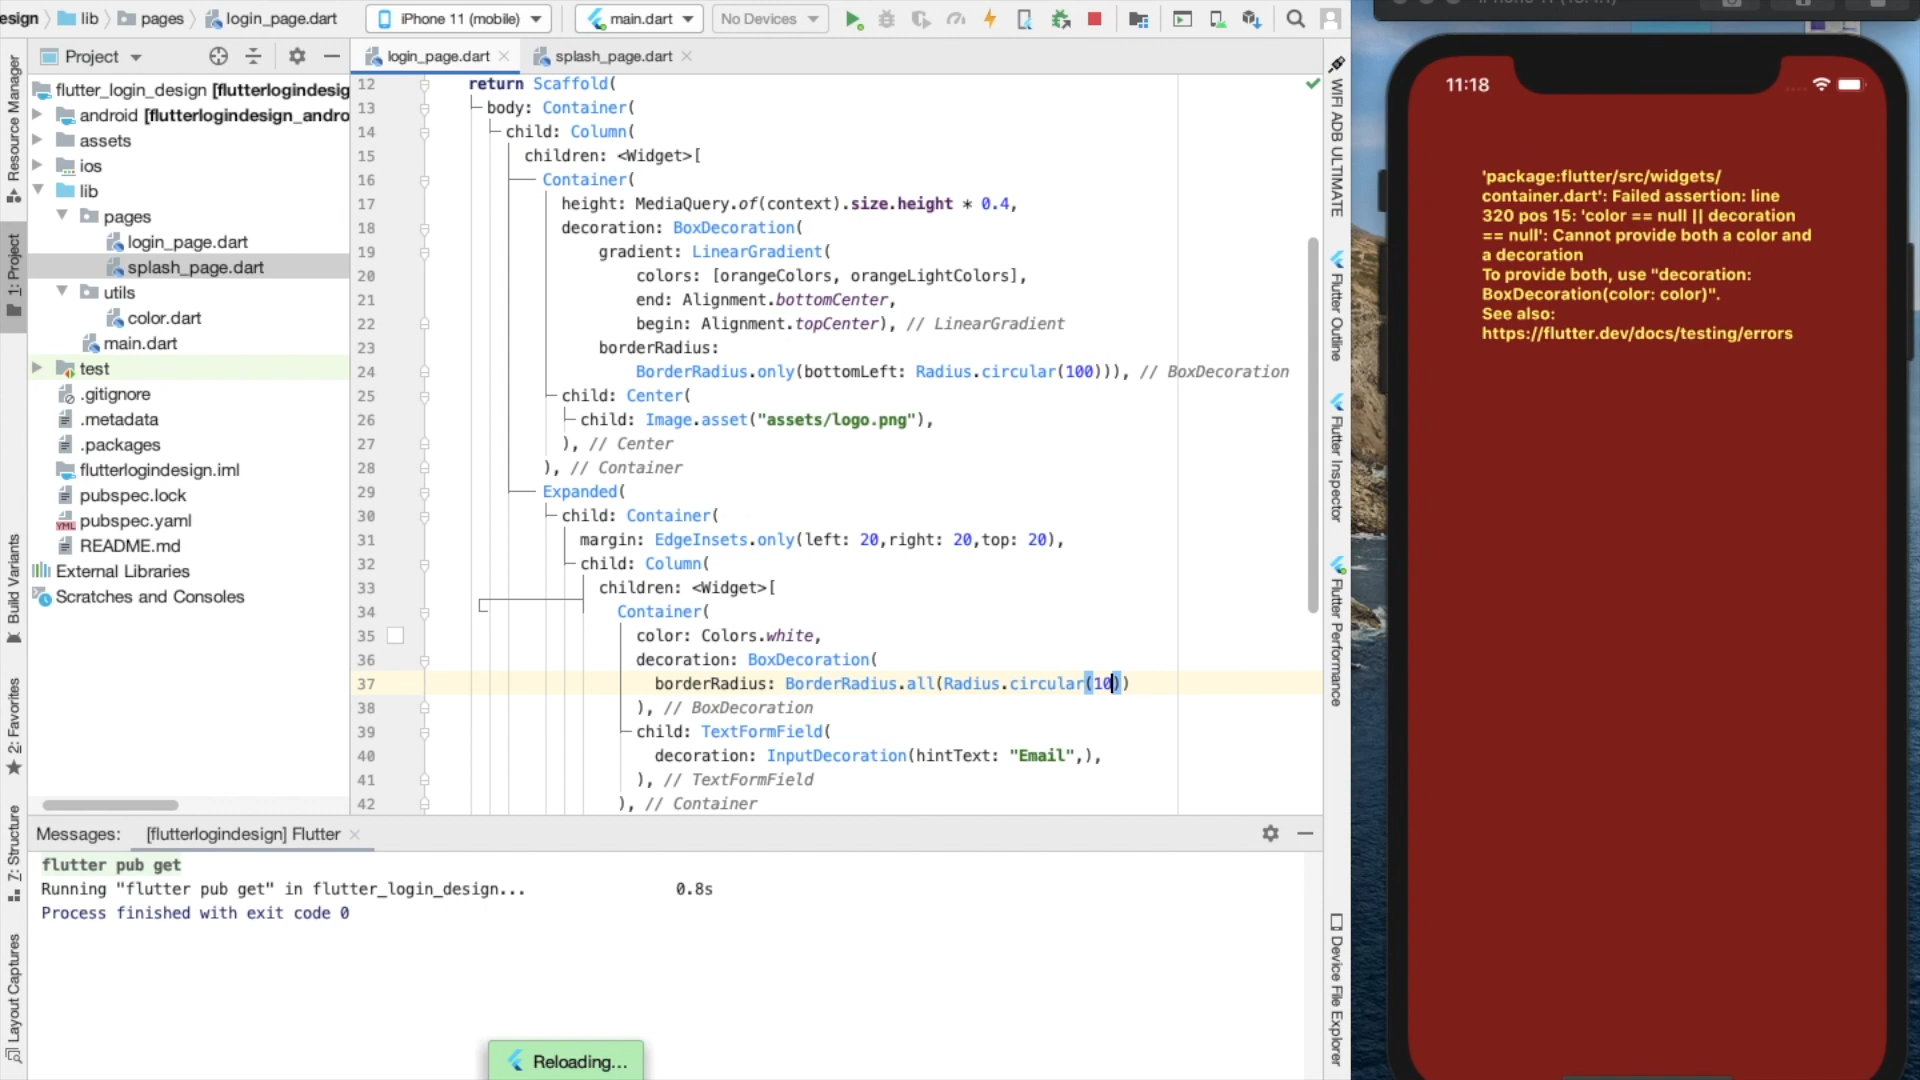 esign
lib
pages
login_page.dart
iPhone 11 (mobile)
main.dart
No Devices
Project
login_page.dart
splash_page.dart
flutter_login_design [flutterlogindesig
android [flutterlogindesign_andro
assets
ios
lib
pages
login_page.dart
splash_page.dart
utils
color.dart
main.dart
test
.gitignore
.metadata
.packages
flutterlogindesign.iml
pubspec.lock
YML pubspec.yaml
README.md
External Libraries
Scratches and Consoles
Resource Manager
1: Project
Build Variants
2: Favorites
7: Structure
Layout Captures
12 return Scaffold(
13 body: Container(
14 child: Column(
15 children: <Widget>[
16 Container(
17 height: MediaQuery.of(context).size.height * 0.4,
18 decoration: BoxDecoration(
19 gradient: LinearGradient(
20 colors: [orangeColors, orangeLightColors],
21 end: Alignment.bottomCenter,
22 begin: Alignment.topCenter), // LinearGradient
23 borderRadius:
24 BorderRadius.only(bottomLeft: Radius.circular(100))), // BoxDecoration
25 child: Center(
26 child: Image.asset("assets/logo.png"),
27 ), // Center
28 ), // Container
29 Expanded(
30 child: Container(
31 margin: EdgeInsets.only(left: 20,right: 20,top: 20),
32 child: Column(
33 children: <Widget>[
34 Container(
35 color: Colors.white,
36 decoration: BoxDecoration(
37 borderRadius: BorderRadius.all(Radius.circular(10))
38 ), // BoxDecoration
39 child: TextFormField(
40 decoration: InputDecoration(hintText: "Email",),
41 ), // TextFormField
42 ), // Container
WIFI ADB ULTIMATE
Flutter Outline
Flutter Inspector
Flutter Performance
Device File Explorer
Messages:
[flutterlogindesign] Flutter
flutter pub get
Running "flutter pub get" in flutter_login_design... 0.8s
Process finished with exit code 0
Reloading...
11:18
'package:flutter/src/widgets/
container.dart': Failed assertion: line
320 pos 15: 'color == null || decoration
== null': Cannot provide both a color and
a decoration
To provide both, use "decoration:
BoxDecoration(color: color)".
See also:
https://flutter.dev/docs/testing/errors